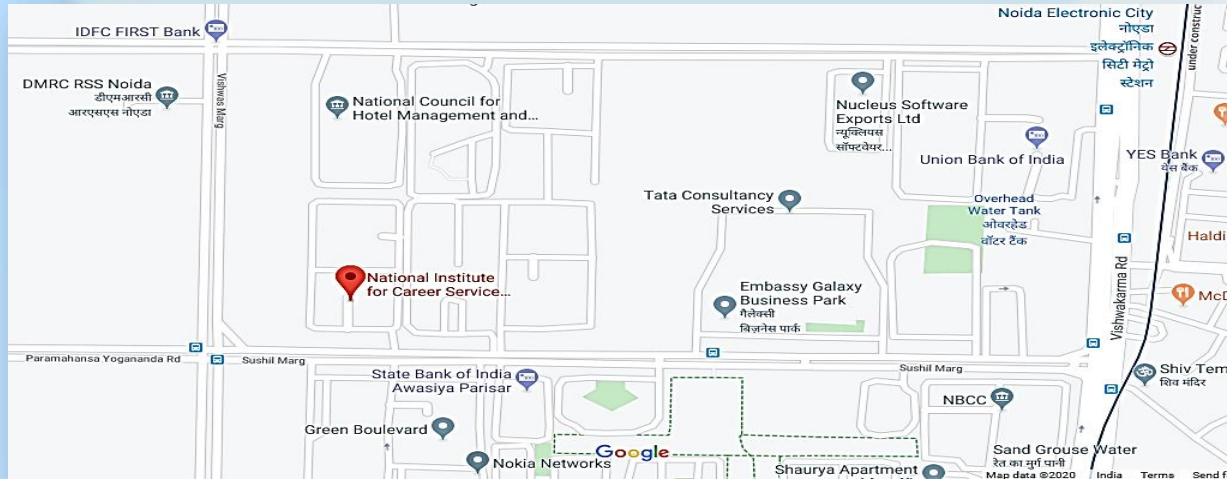 IDFC FIRST Bank
Noida Electronic City
नोएडा
इलेक्ट्रॉनिक
सिटी मेट्रो
स्टेशन
under construc
DMRC RSS Noida
डीएमआरसी
आरएसएस नोएडा
Vishwas Marg
National Council for
Hotel Management and...
Nucleus Software
Exports Ltd
न्यूक्लियस
सॉफ्टवेयर...
Union Bank of India
YES Bank
येस बैंक
Tata Consultancy
Services
Overhead
Water Tank
ओवरहेड
वॉटर टैंक
Haldi
National Institute
for Career Service...
Embassy Galaxy
Business Park
गैलेक्सी
बिज़नेस पार्क
Vishwakarma Rd
McD
Paramahansa Yogananda Rd
Sushil Marg
Sushil Marg
State Bank of India
Awasiya Parisar
Shiv Tem
शिव मंदिर
NBCC
Green Boulevard
Nokia Networks
Google
Shaurya Apartment
Sand Grouse Water
रेत का मुर्ग पानी
Map data ©2020
India
Terms
Send f